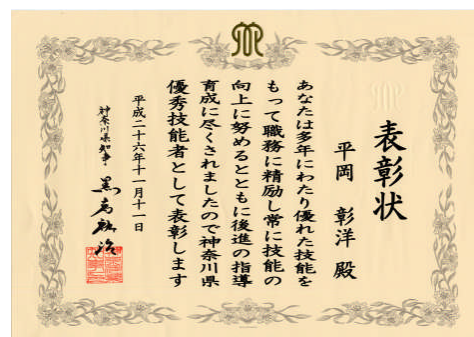 表彰状
平岡 彰洋 殿
あなたは多年にわたり優れた技能を
もって職務に精励し常に技能の
向上に努めるとともに後進の指導
育成に尽くされましたので神奈川県
優秀技能者として表彰します
平成二十六年十一月十一日
神奈川県知事 黒岩祐治